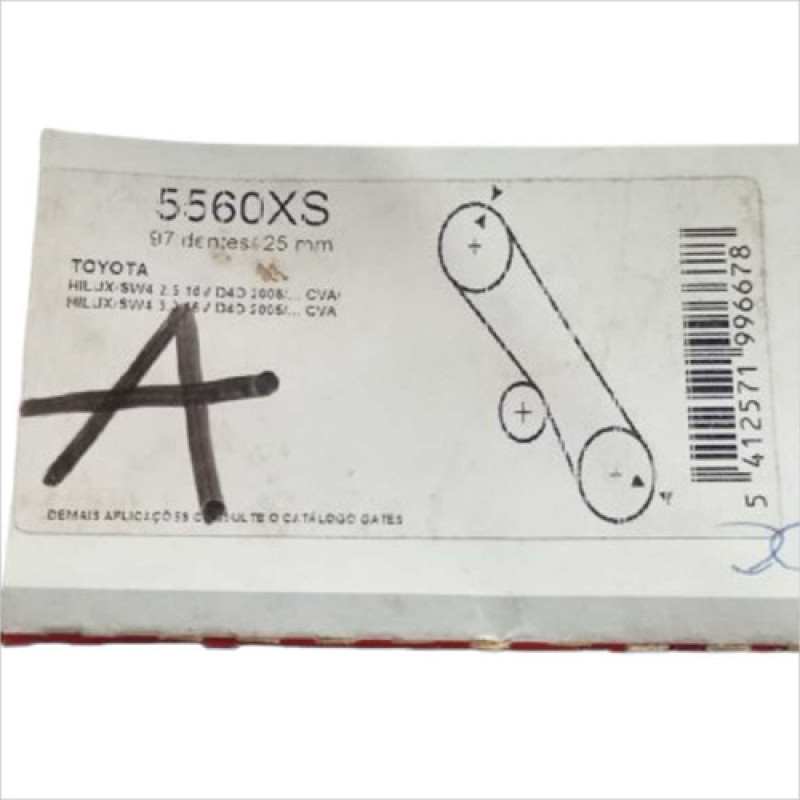 5560XS
97 dentes 25 mm
TOYOTA
HILUX/SW4 2.5 16V D4D 2005/... CVA/
HILUX/SW4 3.0 16V D4D 2005/... CVA
A
DEMAIS APLICAÇÕES CONSULTE O CATÁLOGO GATES
5 412571 996678